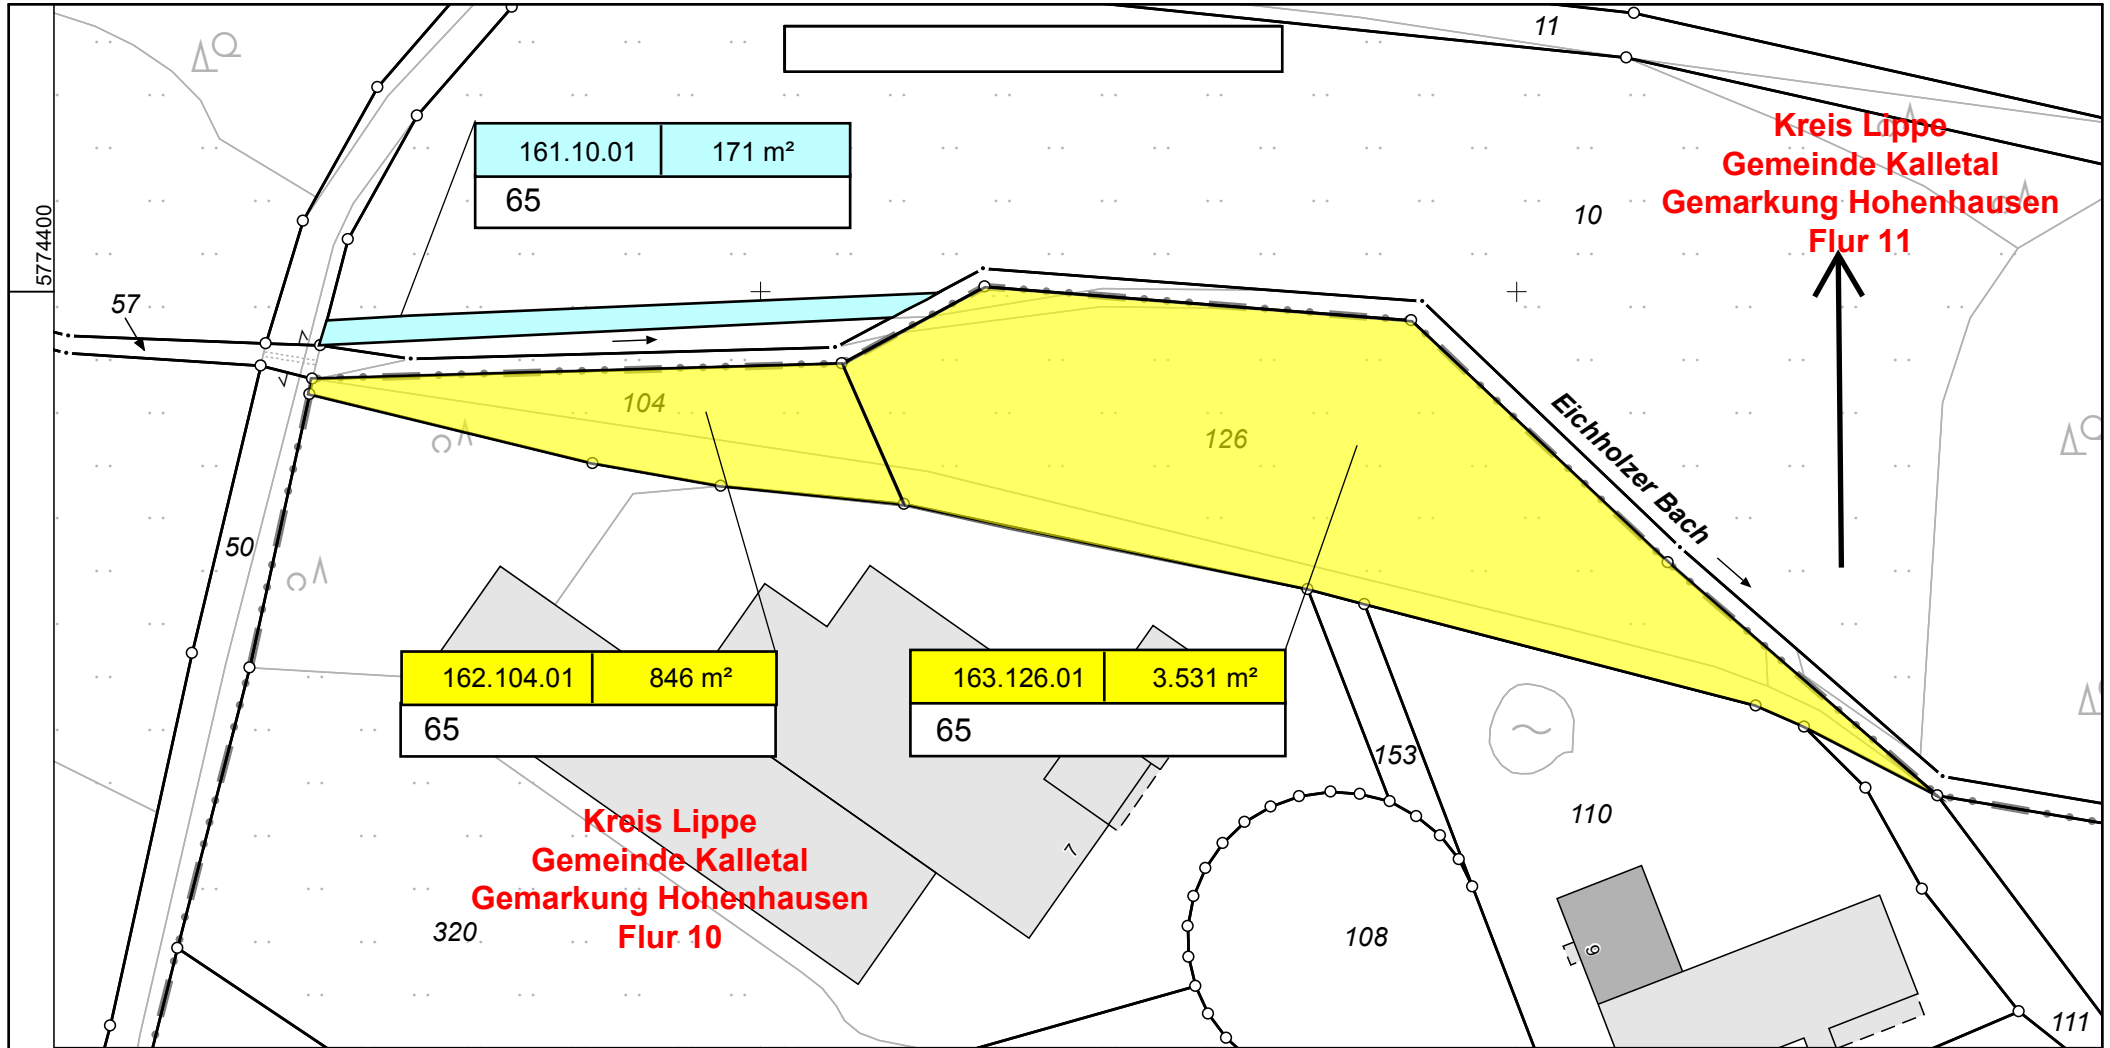 11
Kreis Lippe
Gemeinde Kalletal
Gemarkung Hohenhausen
Flur 11
161.10.01 171 m²
65
10
5774400
57
104
126
Eichholzer Bach
50
162.104.01 846 m²
65
163.126.01 3.531 m²
65
153
110
7
Kreis Lippe
Gemeinde Kalletal
Gemarkung Hohenhausen
Flur 10
320
108
9
111